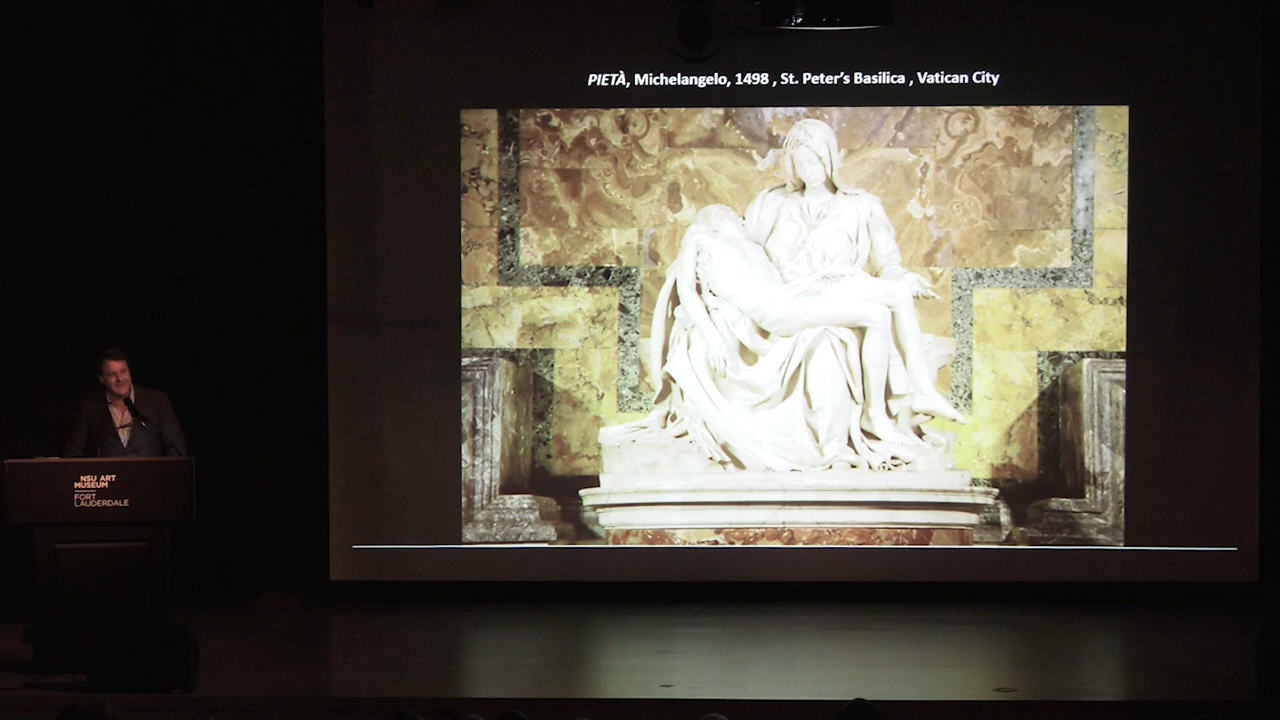 PIETÀ, Michelangelo, 1498 , St. Peter's Basilica , Vatican City
NSU ART
MUSEUM
FORT
LAUDERDALE